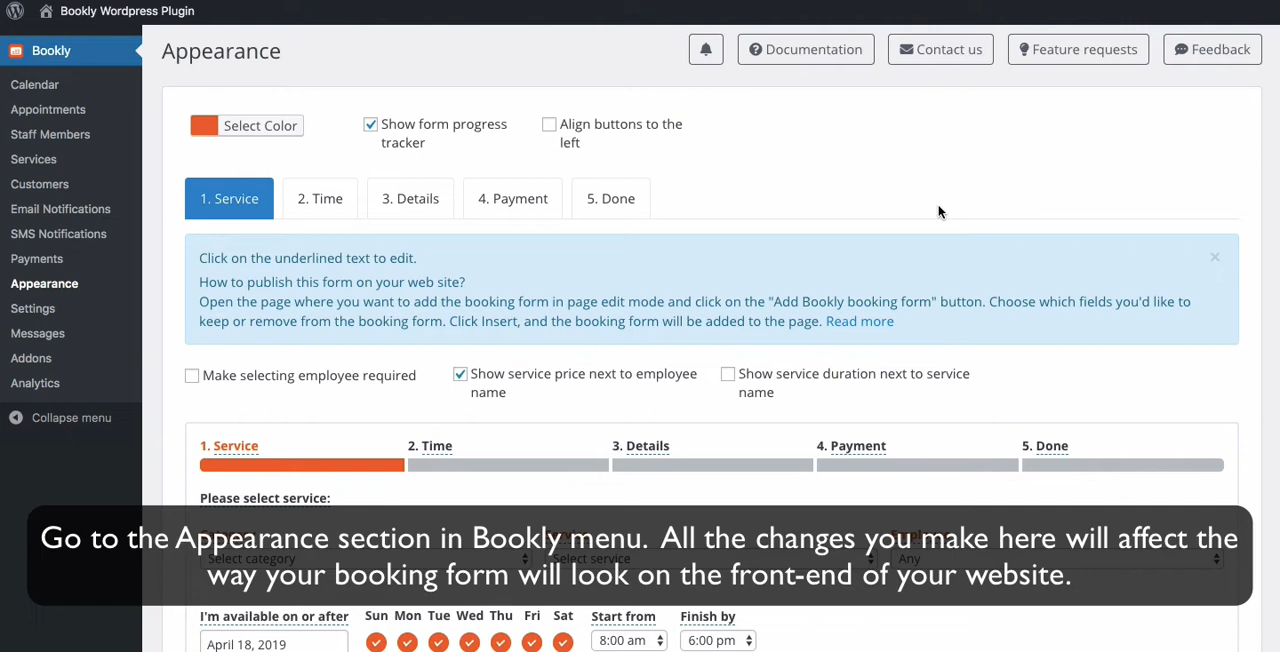 Bookly Wordpress Plugin
Bookly
Calendar
Appointments
Staff Members
Services
Customers
Email Notifications
SMS Notifications
Payments
Appearance
Settings
Messages
Addons
Analytics
Collapse menu
Appearance
Documentation
Contact us
Feature requests
Feedback
Select Color
Show form progress
tracker
Align buttons to the
left
1. Service
2. Time
3. Details
4. Payment
5. Done
Click on the underlined text to edit.
How to publish this form on your web site?
Open the page where you want to add the booking form in page edit mode and click on the "Add Bookly booking form" button. Choose which fields you'd like to
keep or remove from the booking form. Click Insert, and the booking form will be added to the page. Read more
Make selecting employee required
Show service price next to employee
name
Show service duration next to service
name
1. Service
2. Time
3. Details
4. Payment
5. Done
Please select service:
Select category
Select service
Any
Go to the Appearance section in Bookly menu. All the changes you make here will affect the
way your booking form will look on the front-end of your website.
I'm available on or after
Sun Mon Tue Wed Thu Fri Sat
Start from
Finish by
April 18, 2019
8:00 am
6:00 pm